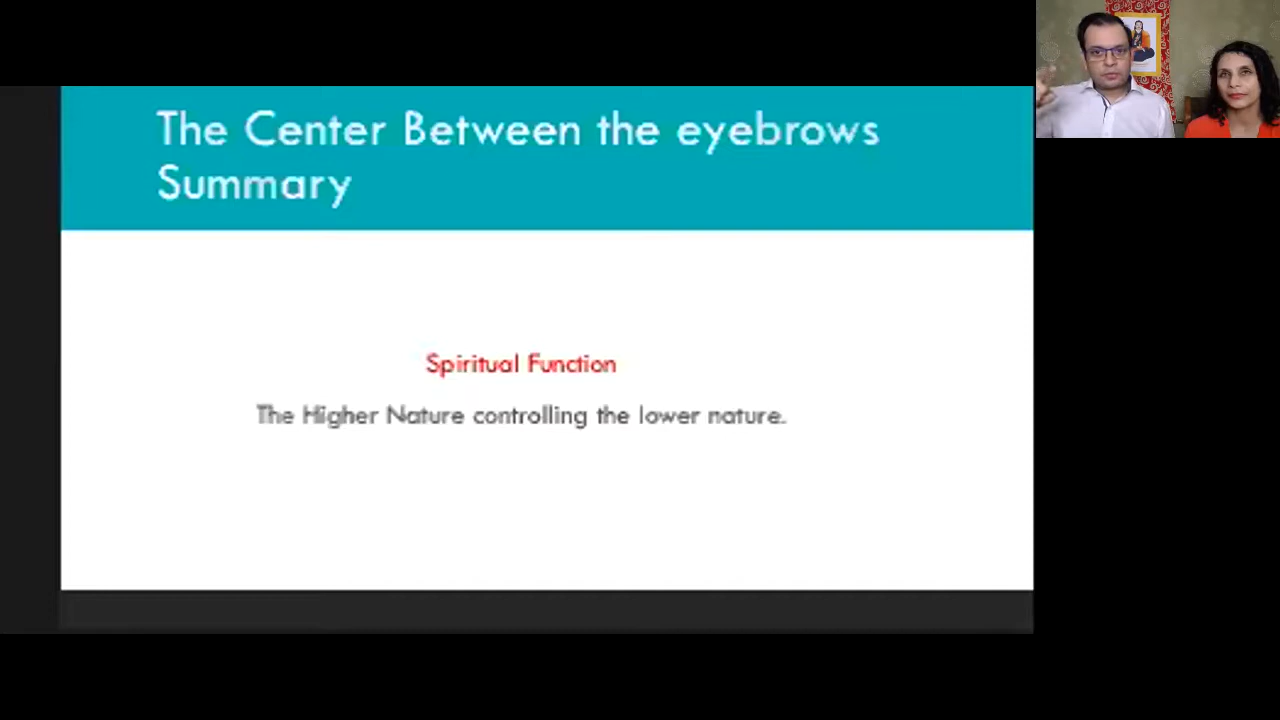 The Center Between the eyebrows
Summary
Spiritual Function
The Higher Nature controlling the lower nature.